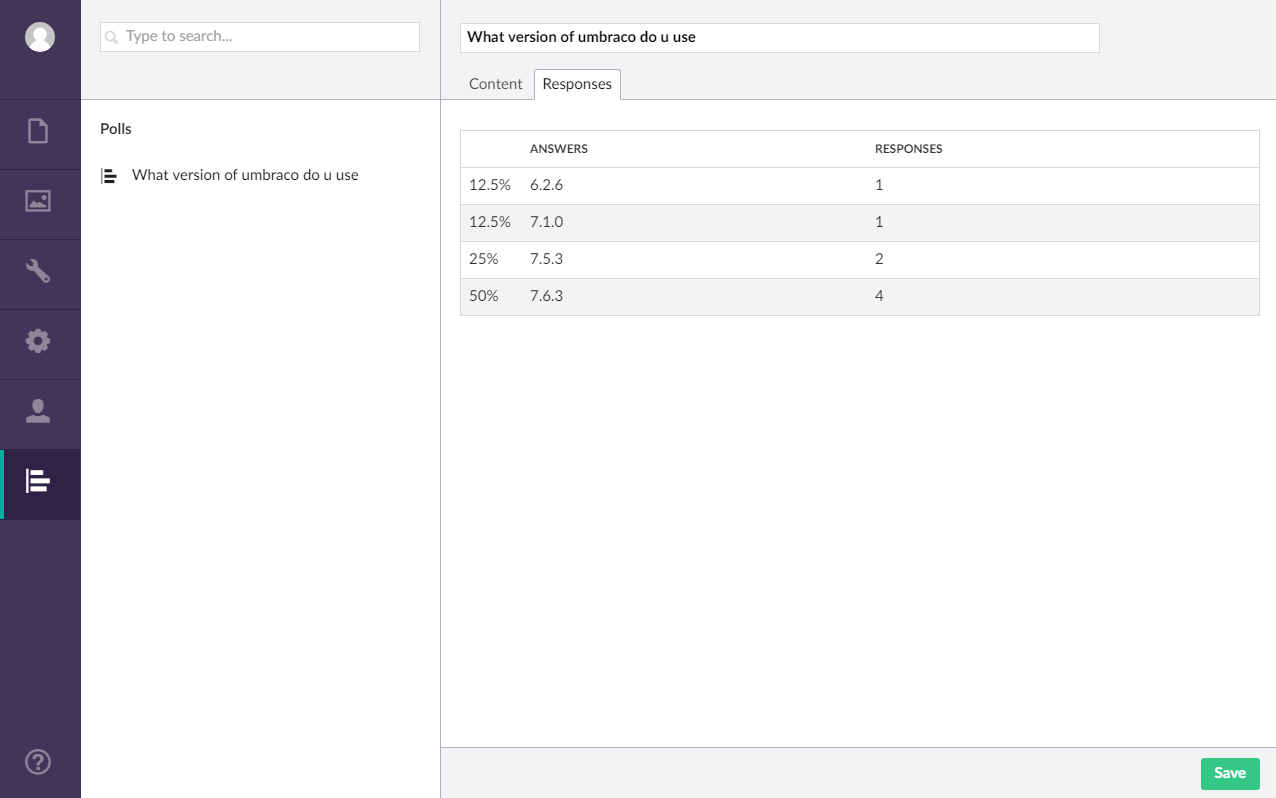 Type to search...
What version of umbraco do u use
Content Responses
Polls
What version of umbraco do u use
ANSWERS RESPONSES
12.5% 6.2.6 1
12.5% 7.1.0 1
25% 7.5.3 2
50% 7.6.3 4
?
Save